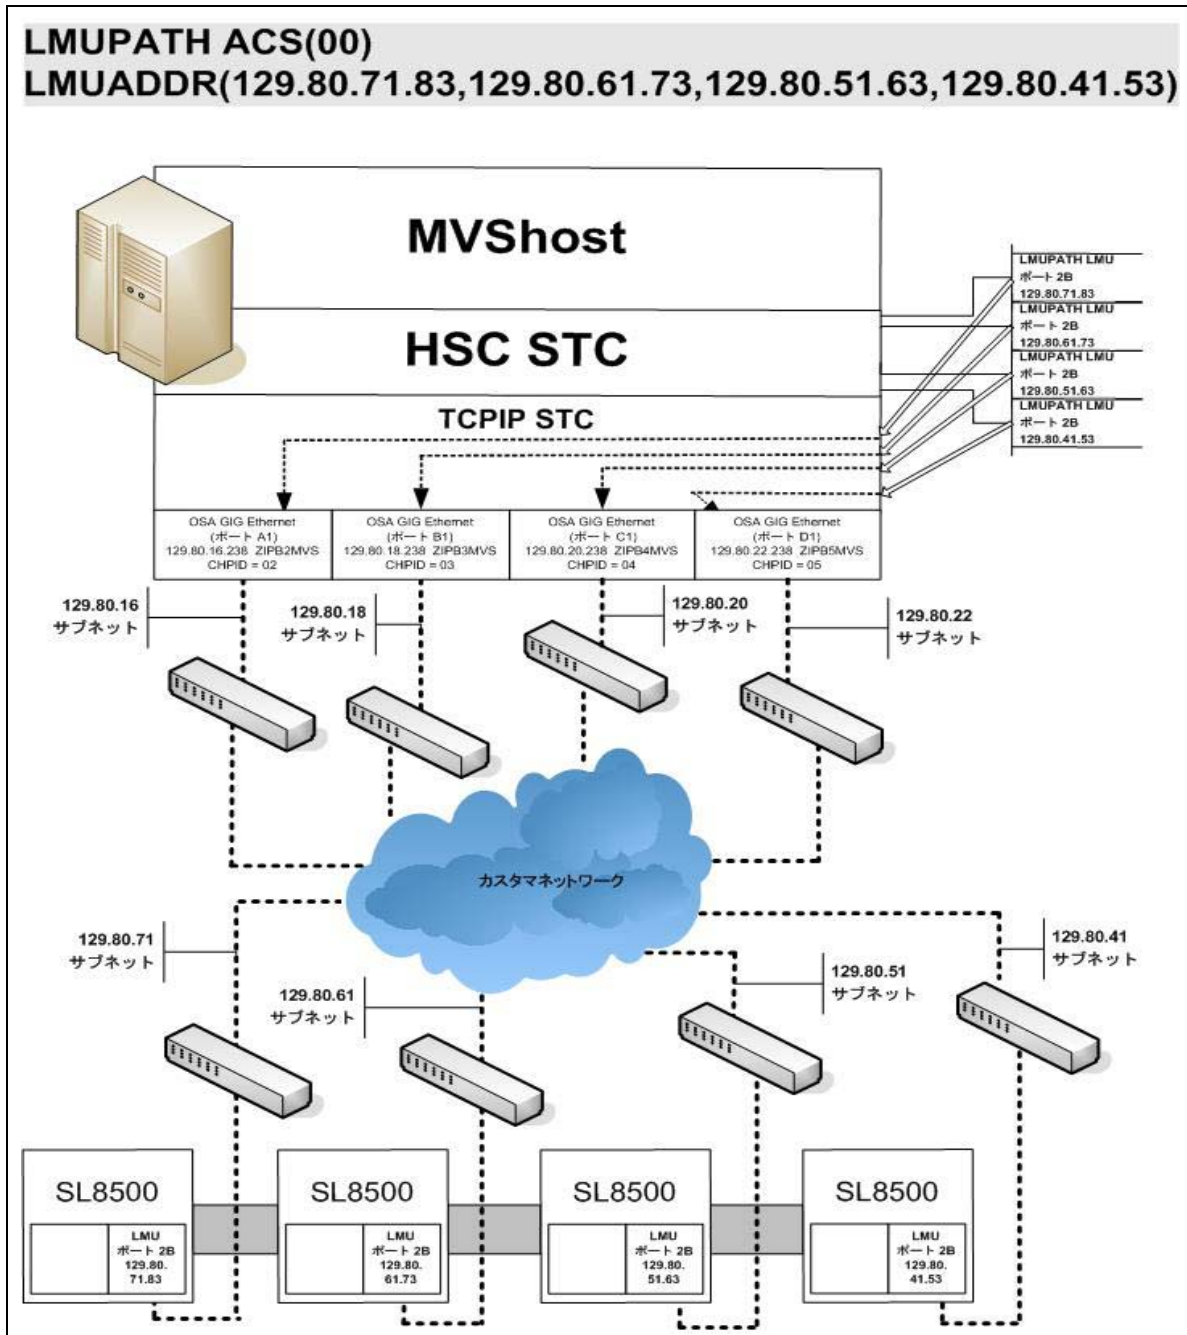 LMUPATH ACS(00)
LMUADDR(129.80.71.83,129.80.61.73,129.80.51.63,129.80.41.53)
MVShost
HSC STC
TCPIP STC
LMUPATH LMU
ポート 2B
129.80.71.83
LMUPATH LMU
ポート 2B
129.80.61.73
LMUPATH LMU
ポート 2B
129.80.51.63
LMUPATH LMU
ポート 2B
129.80.41.53
OSA GIG Ethernet
(ポート A1)
129.80.16.238 ZIPB2MVS
CHPID = 02
OSA GIG Ethernet
(ポート B1)
129.80.18.238 ZIPB3MVS
CHPID = 03
OSA GIG Ethernet
(ポート C1)
129.80.20.238 ZIPB4MVS
CHPID = 04
OSA GIG Ethernet
(ポート D1)
129.80.22.238 ZIPB5MVS
CHPID = 05
129.80.16
サブネット
129.80.18
サブネット
129.80.20
サブネット
129.80.22
サブネット
カスタマネットワーク
129.80.71
サブネット
129.80.61
サブネット
129.80.51
サブネット
129.80.41
サブネット
SL8500
LMU
ポート 2B
129.80.
71.83
SL8500
LMU
ポート 2B
129.80.
61.73
SL8500
LMU
ポート 2B
129.80.
51.63
SL8500
LMU
ポート 2B
129.80.
41.53